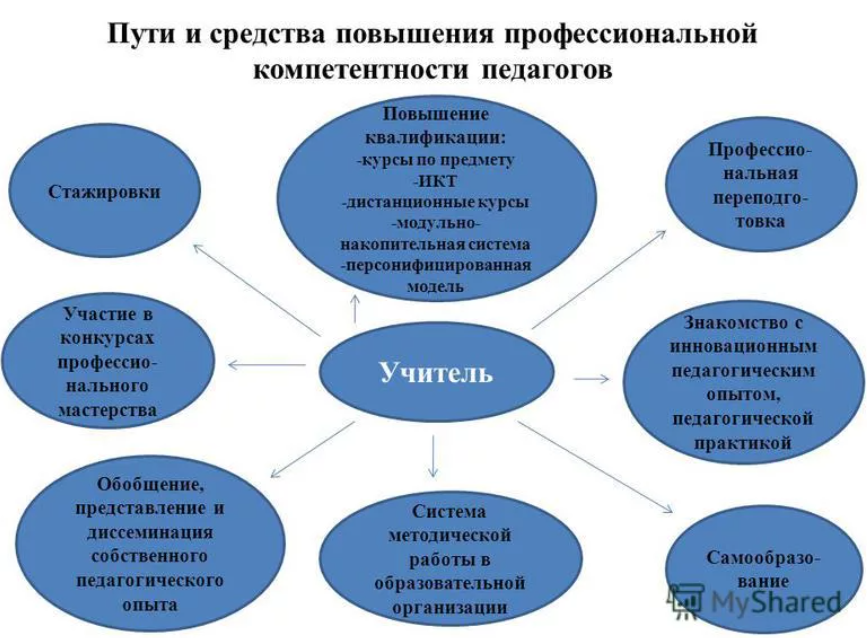 Пути и средства повышения профессиональной
компетентности педагогов
Стажировки
Повышение
квалификации:
-курсы по предмету
-ИКТ
-дистанционные курсы
-модульно-
накопительная система
-персонифицированная
модель
Профессио-
нальная
переподго-
товка
Участие в
конкурсах
профессио-
нального
мастерства
Учитель
Знакомство с
инновационным
педагогическим
опытом,
педагогической
практикой
Обобщение,
представление и
диссеминация
собственного
педагогического
опыта
Система
методической
работы в
образовательной
организации
Самообразо-
вание
MyShared